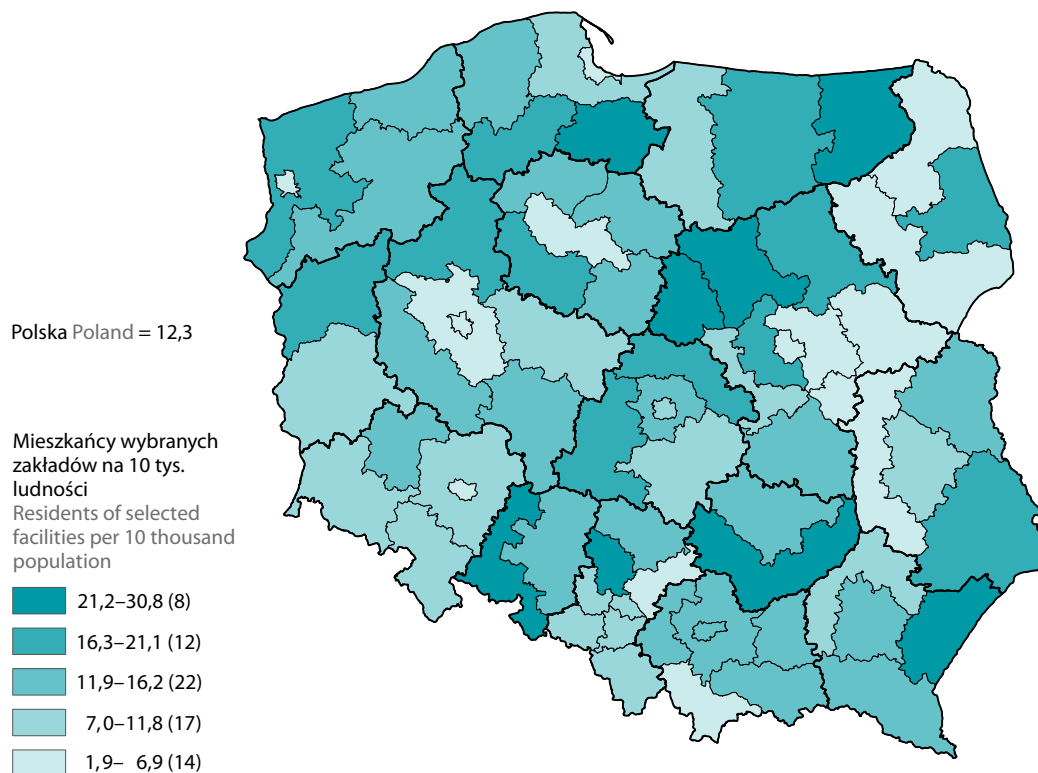 Polska Poland = 12,3
Mieszkańcy wybranych
zakładów na 10 tys.
ludności
Residents of selected
facilities per 10 thousand
population
21,2–30,8 (8)
16,3–21,1 (12)
11,9–16,2 (22)
7,0–11,8 (17)
1,9– 6,9 (14)